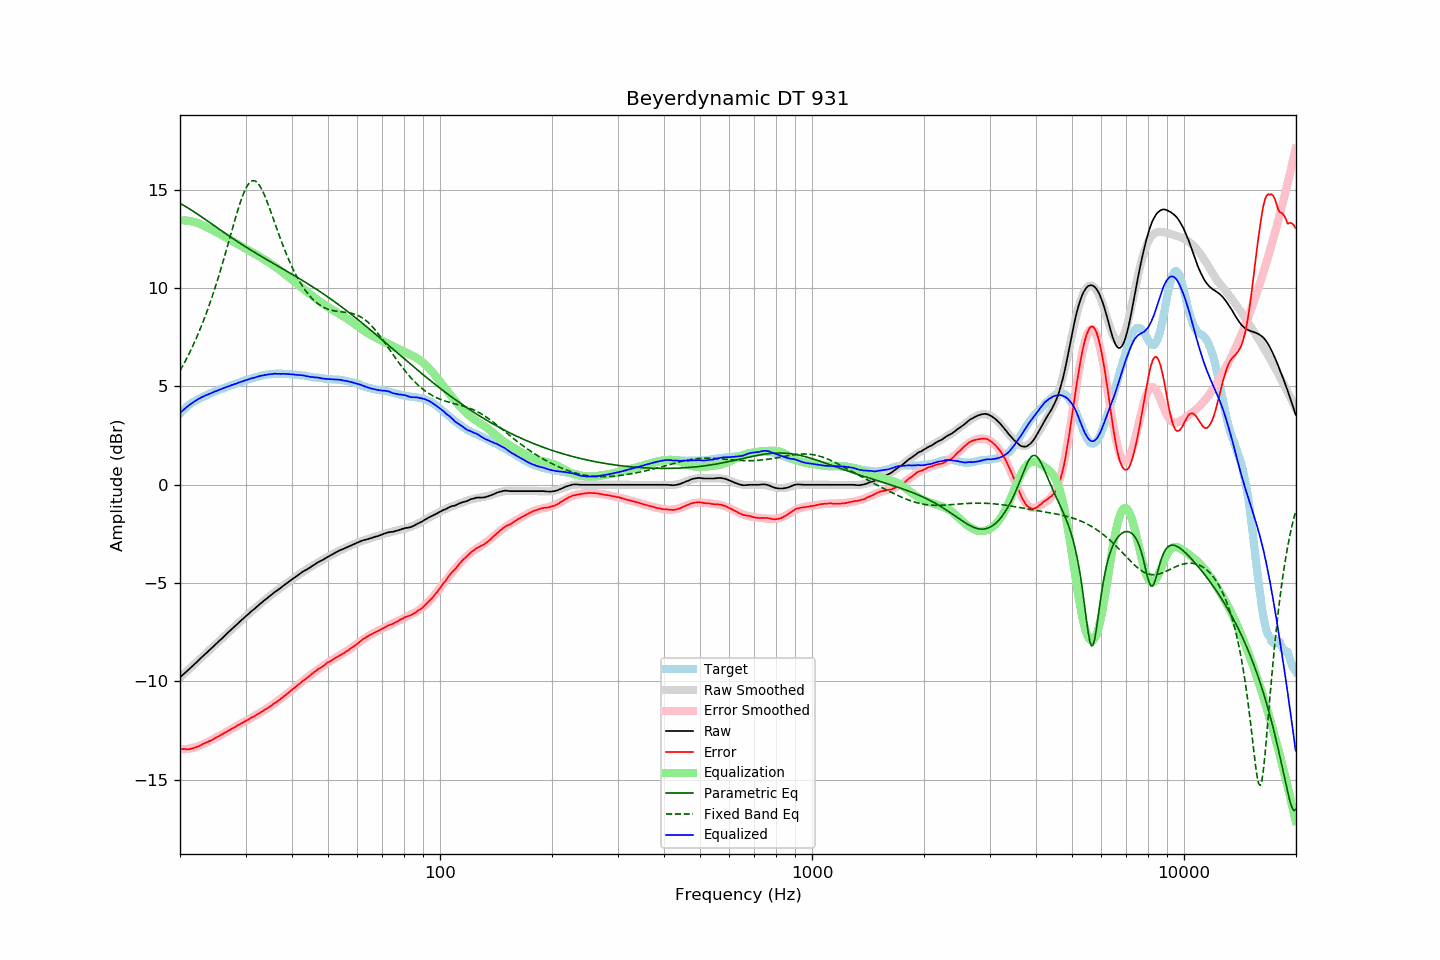 Beyerdynamic DT 931
Amplitude (dBr)
15
10
5
0
−5
−10
−15
Target
Raw Smoothed
Error Smoothed
Raw
Error
Equalization
Parametric Eq
Fixed Band Eq
Equalized
100
1000
10000
Frequency (Hz)